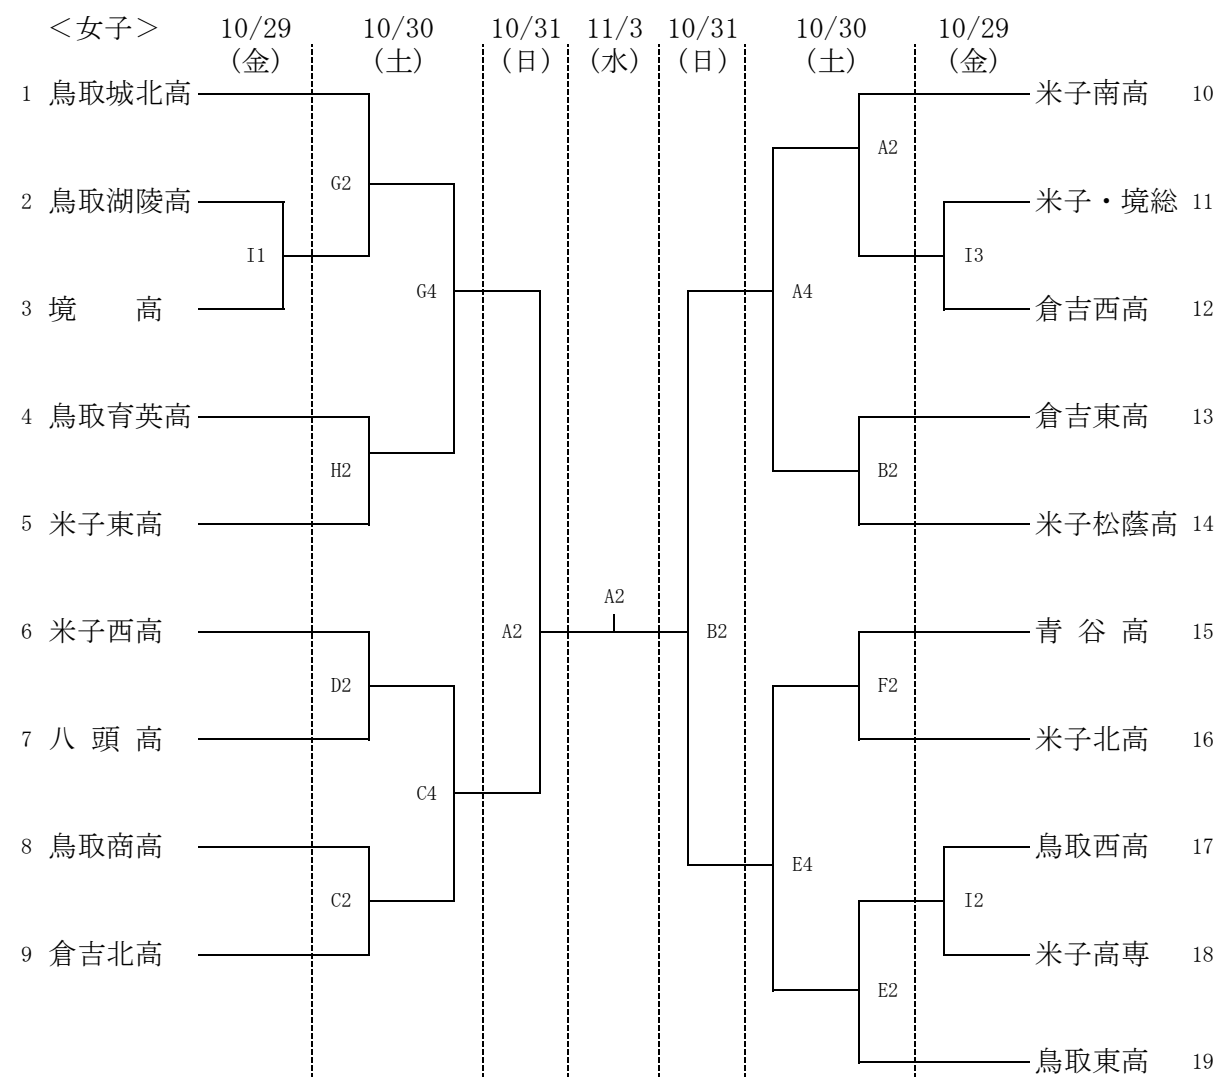 ＜女子＞ 10/29 10/30 10/31 11/3 10/31 10/30 10/29
（金） （土） （日） （水） （日） （土） （金）
1 鳥取城北高 米子南高 10
A2
G2
2 鳥取湖陵高 米子・境総 11
I1 I3
G4 A4
3 境 高 倉吉西高 12
4 鳥取育英高 倉吉東高 13
H2 B2
5 米子東高 米子松蔭高 14
A2
6 米子西高 A2 B2 青 谷 高 15
D2 F2
7 八 頭 高 米子北高 16
C4
8 鳥取商高 鳥取西高 17
E4
C2 I2
9 倉吉北高 米子高専 18
E2
鳥取東高 19